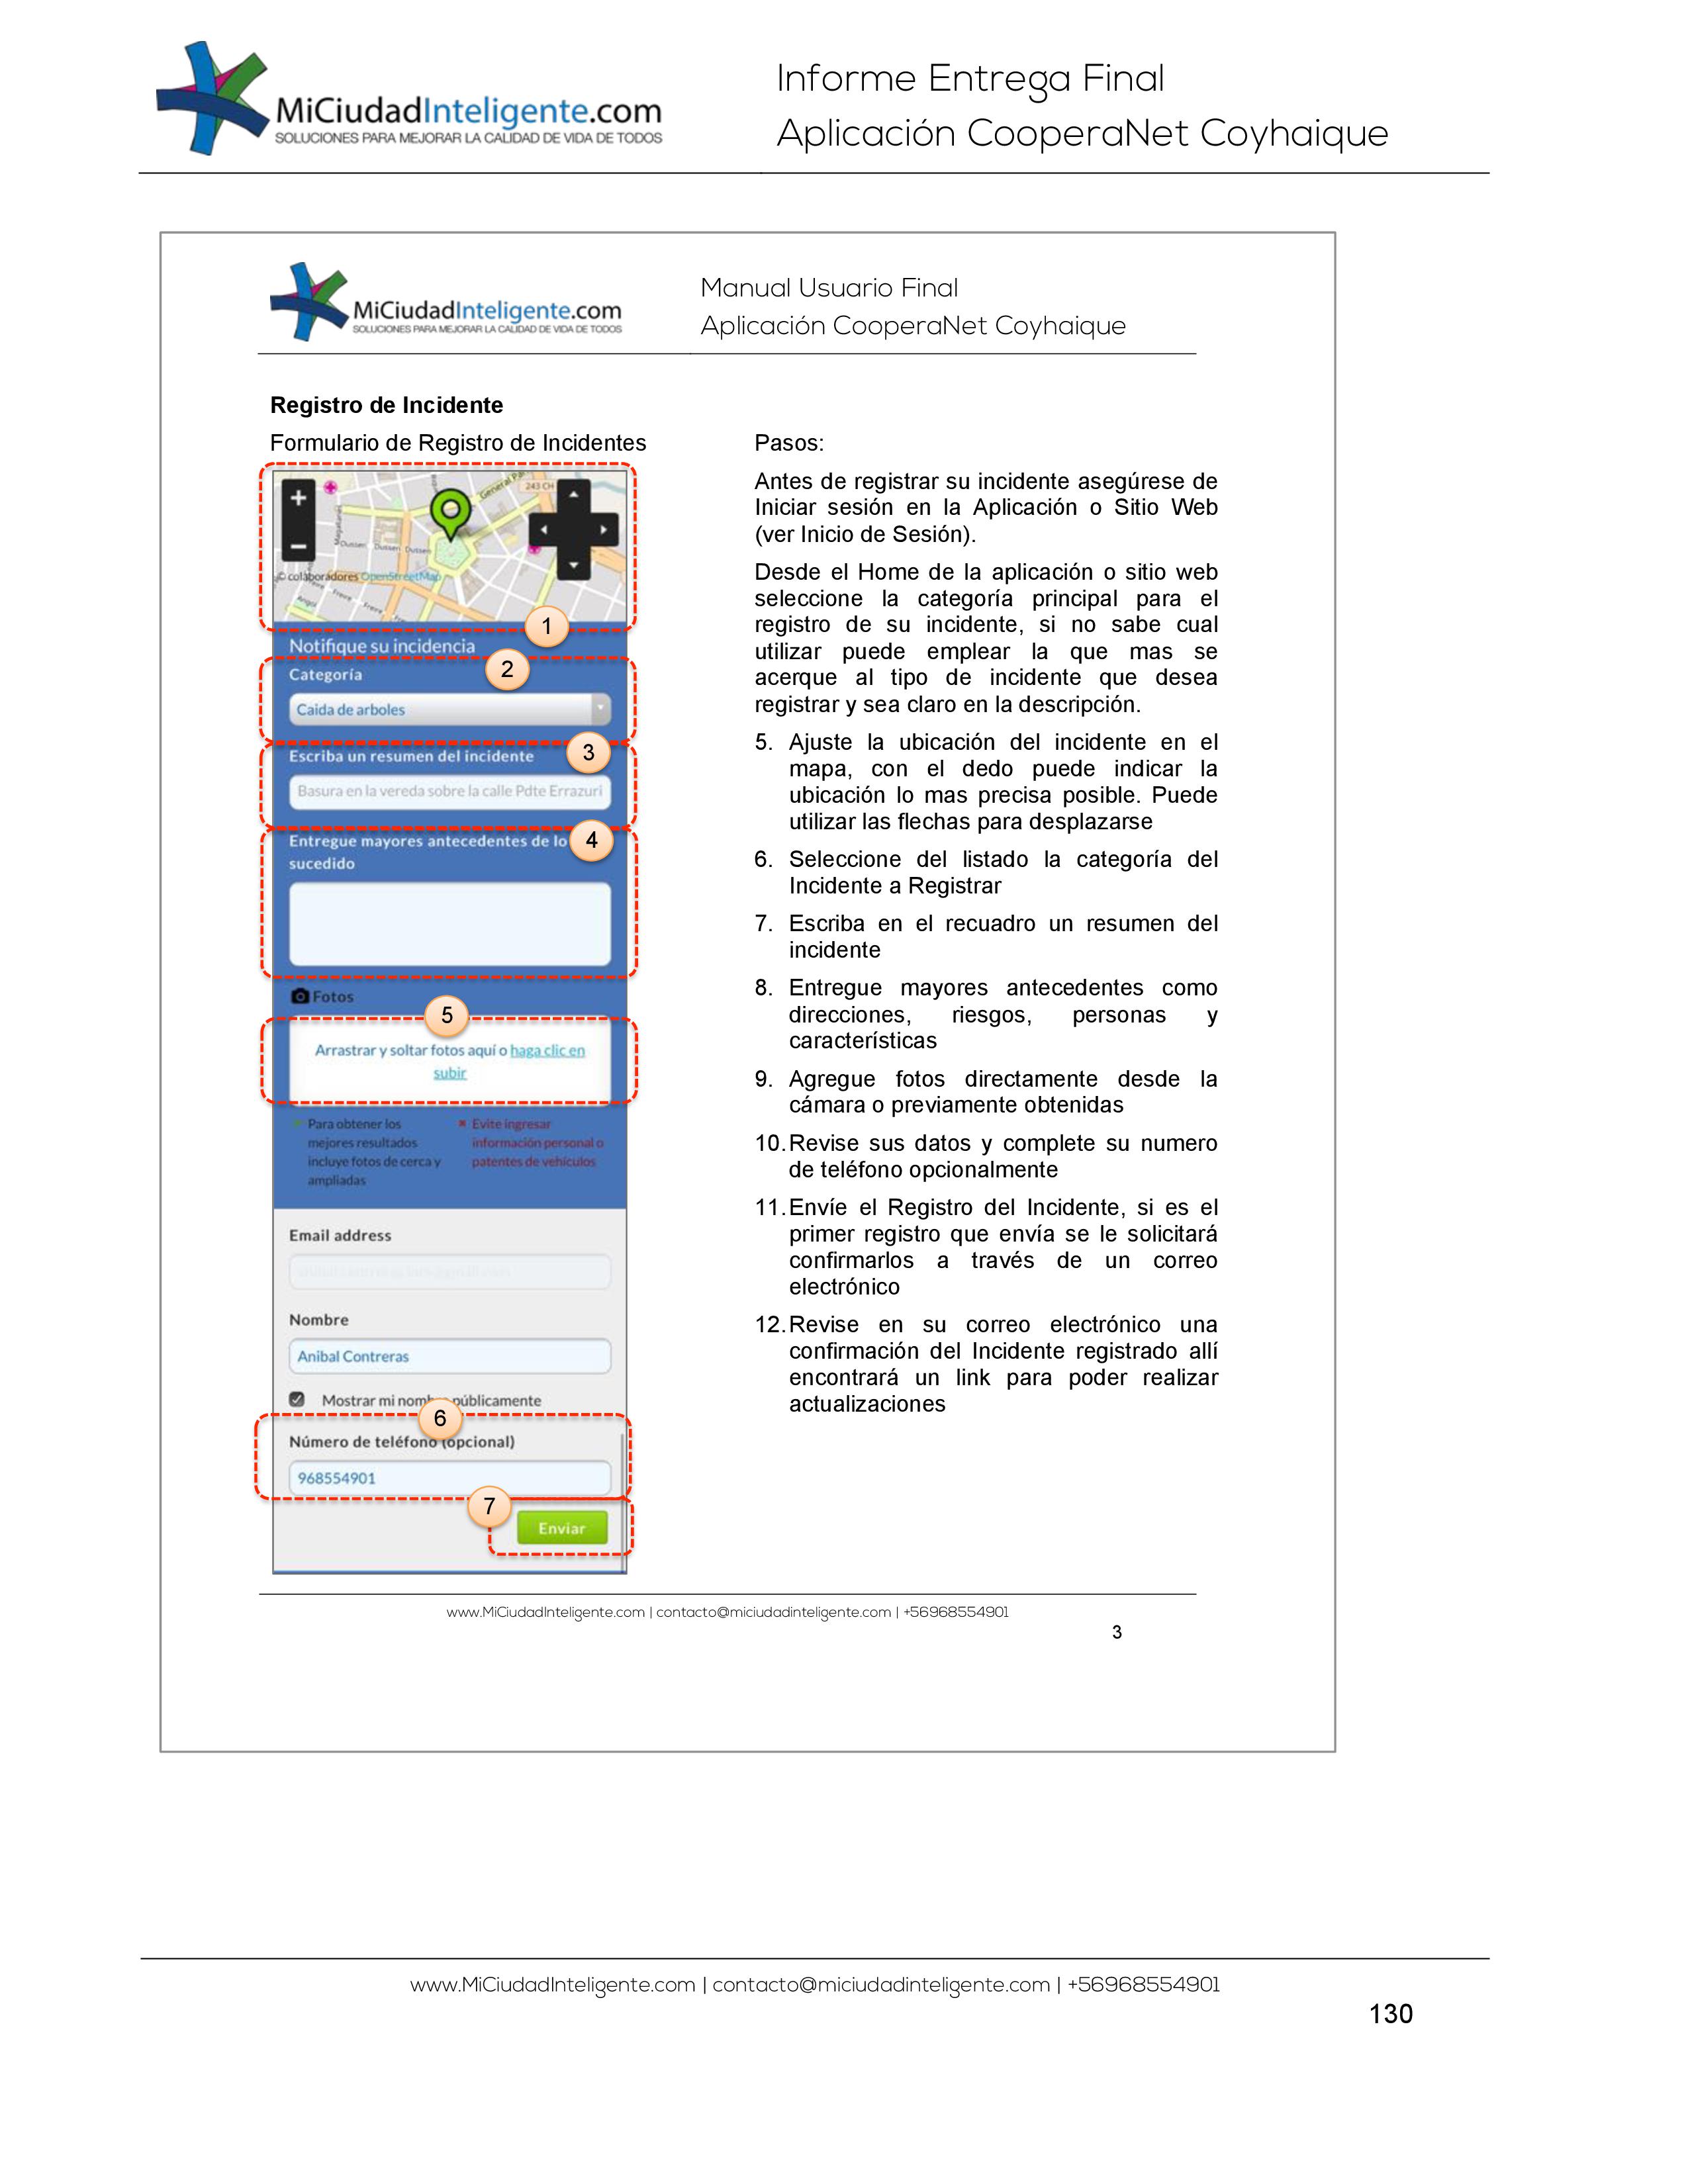 MiCiudadInteligente.com
SOLUCIONES PARA MEJORAR LA CALIDAD DE VIDA DE TODOS
Informe Entrega Final
Aplicación CooperaNet Coyhaique
MiCiudadInteligente.com
SOLUCIONES PARA MEJORAR LA CALIDAD DE VIDA DE TODOS
Manual Usuario Final
Aplicación CooperaNet Coyhaique
Registro de Incidente
Formulario de Registro de Incidentes
243 CH
Dussen Dussen Dussen
© colaboradores OpenStreetMap
Freire Freire Freire
1
Notifique su incidencia
2
Categoría
Caida de arboles
3
Escriba un resumen del incidente
Basura en la vereda sobre la calle Pdte Errazuri
4
Entregue mayores antecedentes de lo
sucedido
Fotos
5
Arrastrar y soltar fotos aquí o haga clic en
subir
Para obtener los
mejores resultados
incluye fotos de cerca y
ampliadas
Evite ingresar
información personal o
patentes de vehículos
Email address
Nombre
Anibal Contreras
Mostrar mi nombre públicamente
6
Número de teléfono (opcional)
968554901
7
Enviar
Pasos:
Antes de registrar su incidente asegúrese de
Iniciar sesión en la Aplicación o Sitio Web
(ver Inicio de Sesión).
Desde el Home de la aplicación o sitio web
seleccione la categoría principal para el
registro de su incidente, si no sabe cual
utilizar puede emplear la que mas se
acerque al tipo de incidente que desea
registrar y sea claro en la descripción.
5. Ajuste la ubicación del incidente en el
mapa, con el dedo puede indicar la
ubicación lo mas precisa posible. Puede
utilizar las flechas para desplazarse
6. Seleccione del listado la categoría del
Incidente a Registrar
7. Escriba en el recuadro un resumen del
incidente
8. Entregue mayores antecedentes como
direcciones, riesgos, personas y
características
9. Agregue fotos directamente desde la
cámara o previamente obtenidas
10. Revise sus datos y complete su numero
de teléfono opcionalmente
11. Envíe el Registro del Incidente, si es el
primer registro que envía se le solicitará
confirmarlos a través de un correo
electrónico
12. Revise en su correo electrónico una
confirmación del Incidente registrado allí
encontrará un link para poder realizar
actualizaciones
www.MiCiudadInteligente.com | contacto@miciudadinteligente.com | +56968554901
3
www.MiCiudadInteligente.com | contacto@miciudadinteligente.com | +56968554901
130